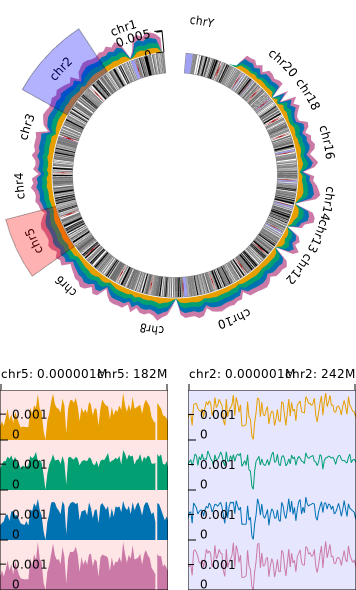 chrY
chr1
0.005
0
chr2
chr20
chr18
chr3
chr16
chr4
chr14
chr13
chr5
chr12
chr6
chr10
chr8
chr5: 0.000001M
chr5: 182M
chr2: 0.000001M
chr2: 242M
0.001
0
0.001
0
0.001
0
0.001
0
0.001
0
0.001
0
0.001
0
0.001
0